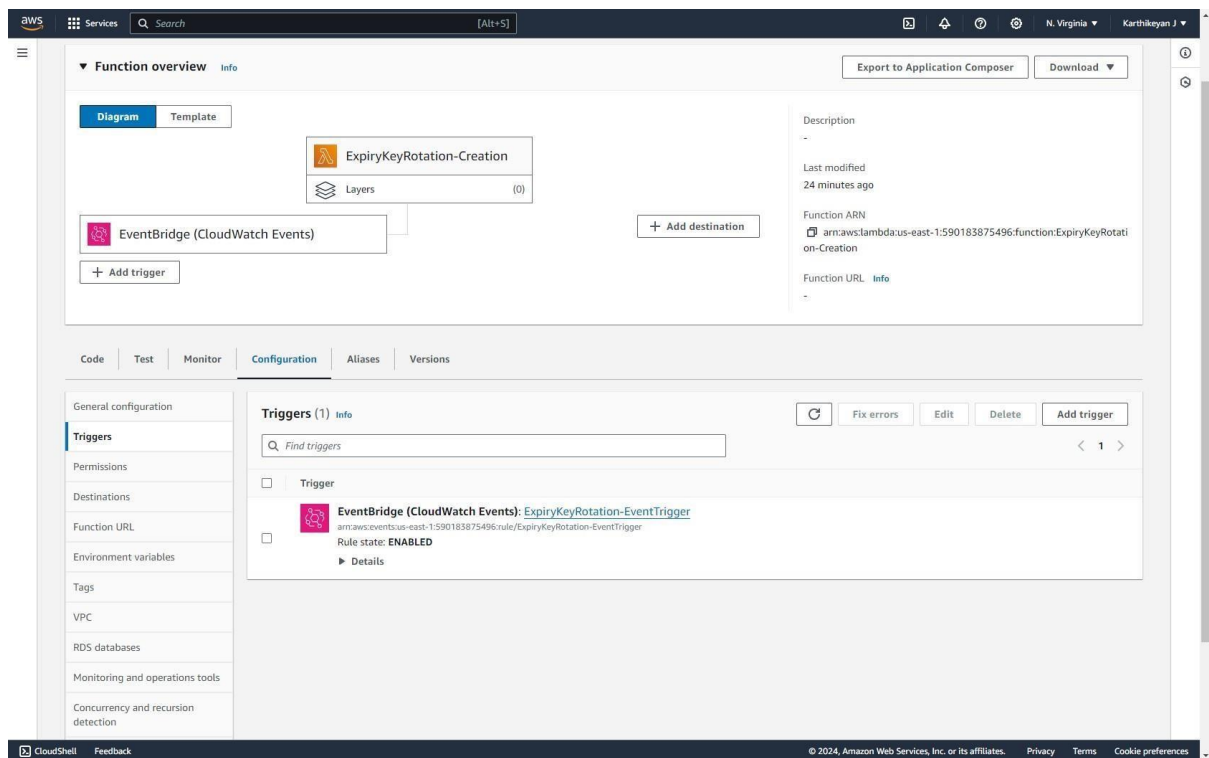 aws
Services
Search [Alt+S]
N. Virginia ▼
Karthikeyan J ▼
▼ Function overview Info
Export to Application Composer
Download ▼
Diagram
Template
ExpiryKeyRotation-Creation
Layers (0)
EventBridge (CloudWatch Events)
+ Add trigger
+ Add destination
Description
-
Last modified
24 minutes ago
Function ARN
arn:aws:lambda:us-east-1:590183875496:function:ExpiryKeyRotati
on-Creation
Function URL Info
-
Code
Test
Monitor
Configuration
Aliases
Versions
General configuration
Triggers
Permissions
Destinations
Function URL
Environment variables
Tags
VPC
RDS databases
Monitoring and operations tools
Concurrency and recursion
detection
Triggers (1) Info
Fix errors
Edit
Delete
Add trigger
Find triggers
< 1 >
Trigger
EventBridge (CloudWatch Events): ExpiryKeyRotation-EventTrigger
arn:aws:events:us-east-1:590183875496:rule/ExpiryKeyRotation-EventTrigger
Rule state: ENABLED
▶ Details
CloudShell
Feedback
© 2024, Amazon Web Services, Inc. or its affiliates.
Privacy
Terms
Cookie preferences